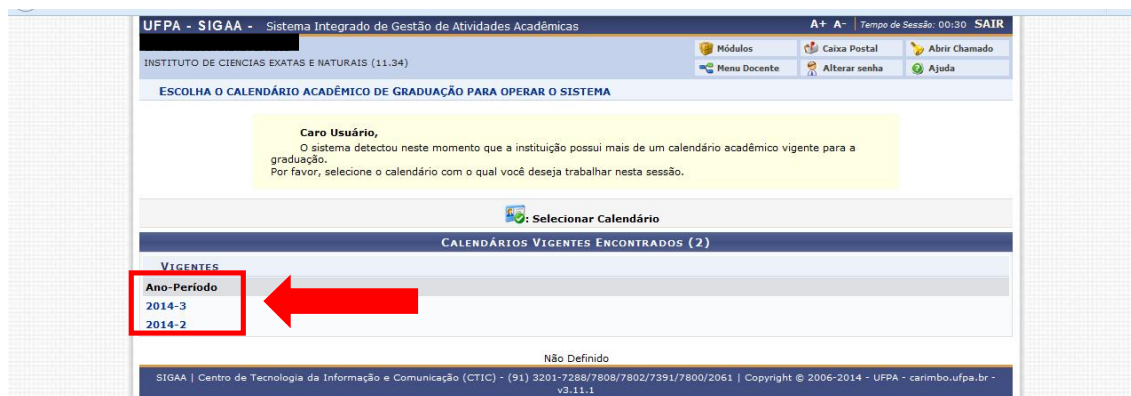 UFPA - SIGAA - Sistema Integrado de Gestão de Atividades Acadêmicas A+ A- Tempo de Sessão: 00:30 SAIR
Módulos Caixa Postal Abrir Chamado
INSTITUTO DE CIENCIAS EXATAS E NATURAIS (11.34)
Menu Docente Alterar senha Ajuda
ESCOLHA O CALENDÁRIO ACADÊMICO DE GRADUAÇÃO PARA OPERAR O SISTEMA
Caro Usuário,
O sistema detectou neste momento que a instituição possui mais de um calendário acadêmico vigente para a
graduação.
Por favor, selecione o calendário com o qual você deseja trabalhar nesta sessão.
: Selecionar Calendário
CALENDÁRIOS VIGENTES ENCONTRADOS (2)
VIGENTES
Ano-Período
2014-3
2014-2
Não Definido
SIGAA | Centro de Tecnologia da Informação e Comunicação (CTIC) - (91) 3201-7288/7808/7802/7391/7800/2061 | Copyright © 2006-2014 - UFPA - carimbo.ufpa.br -
v3.11.1